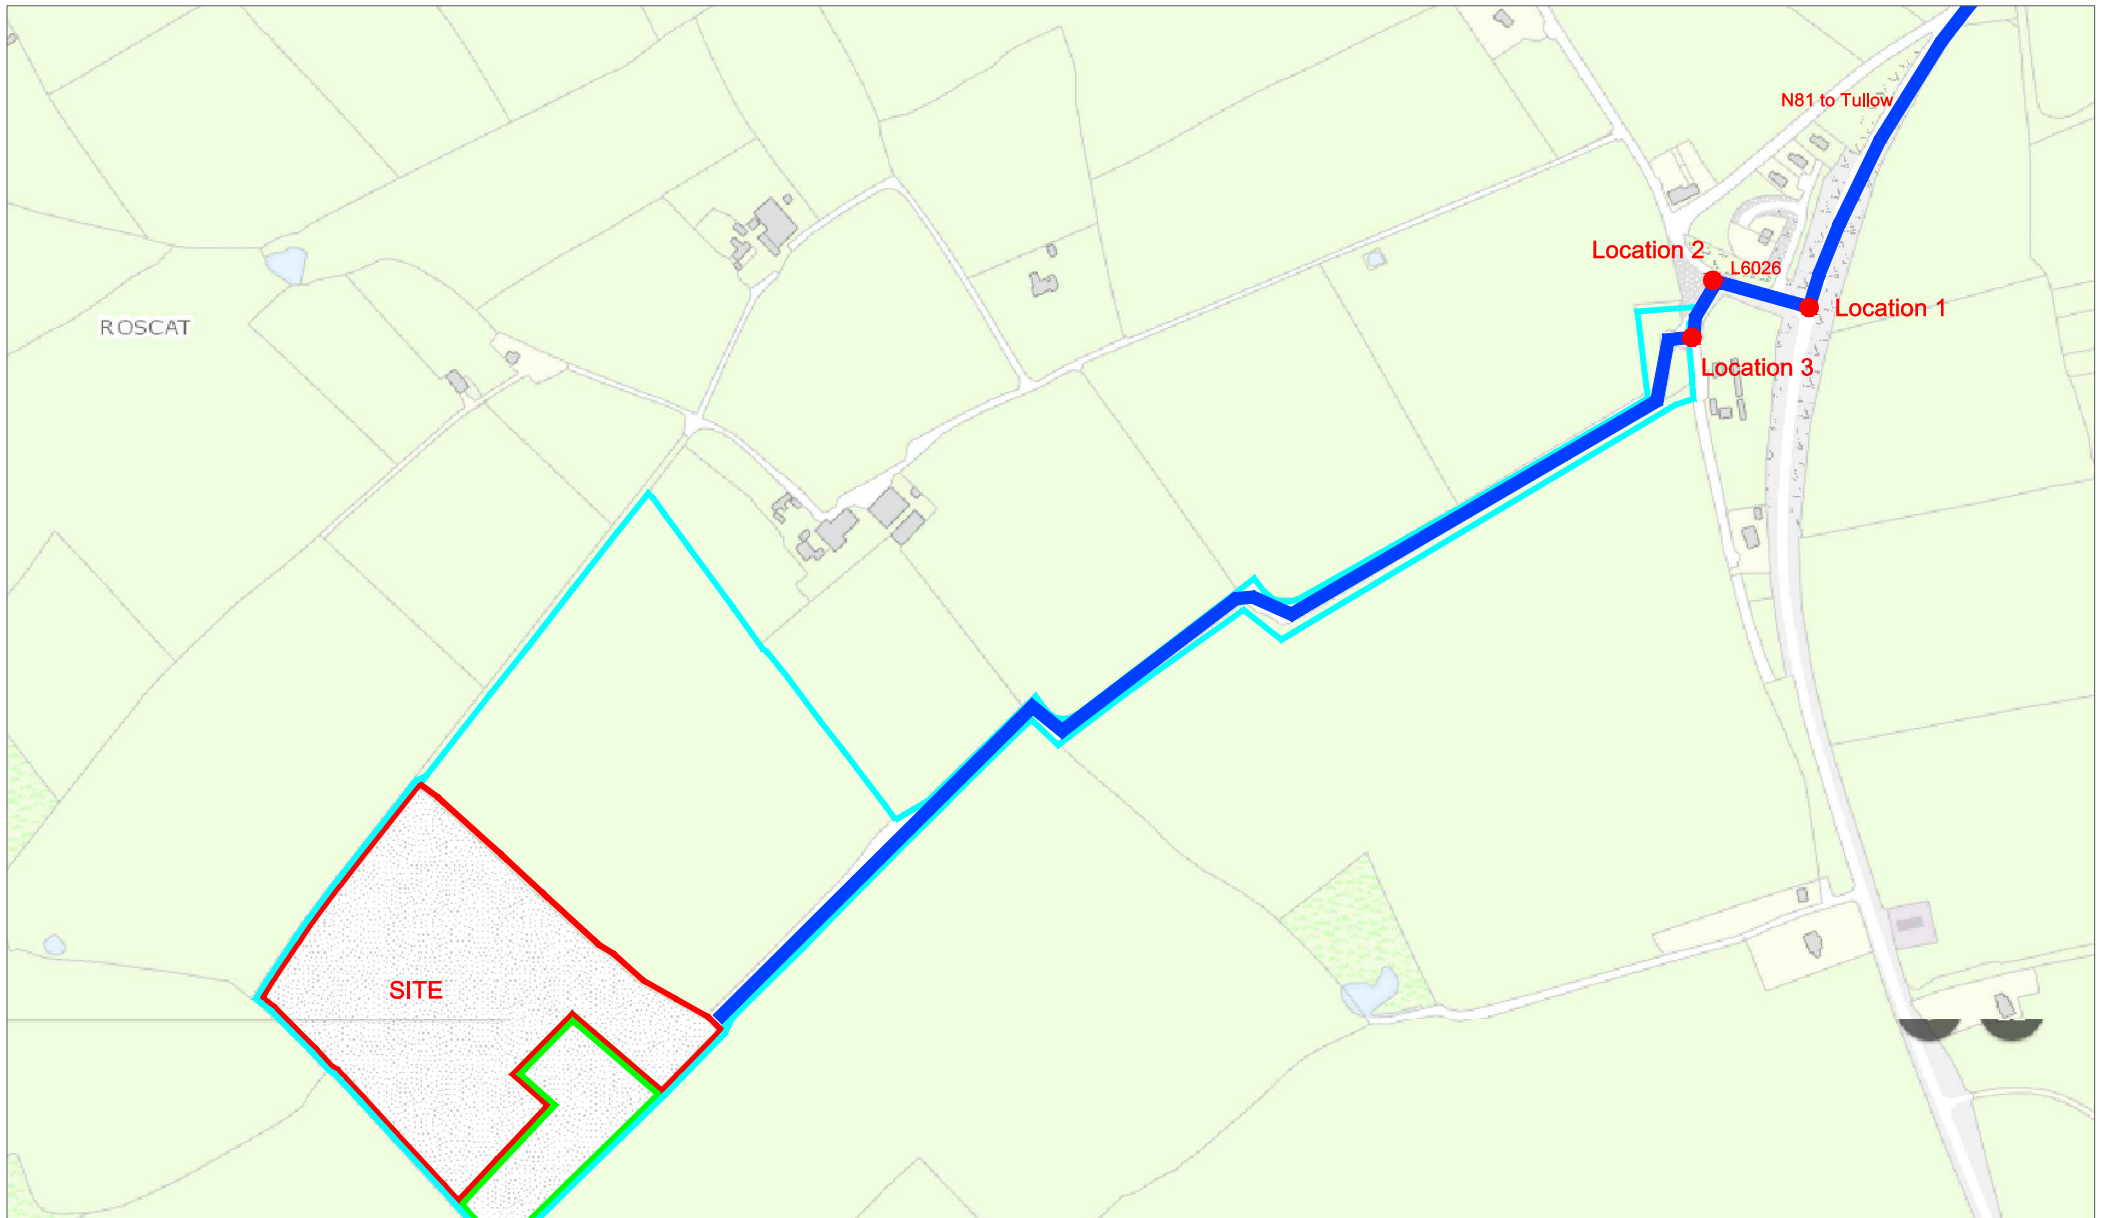 N81 to Tullow
Location 2
L6026
Location 1
ROSCAT
Location 3
SITE